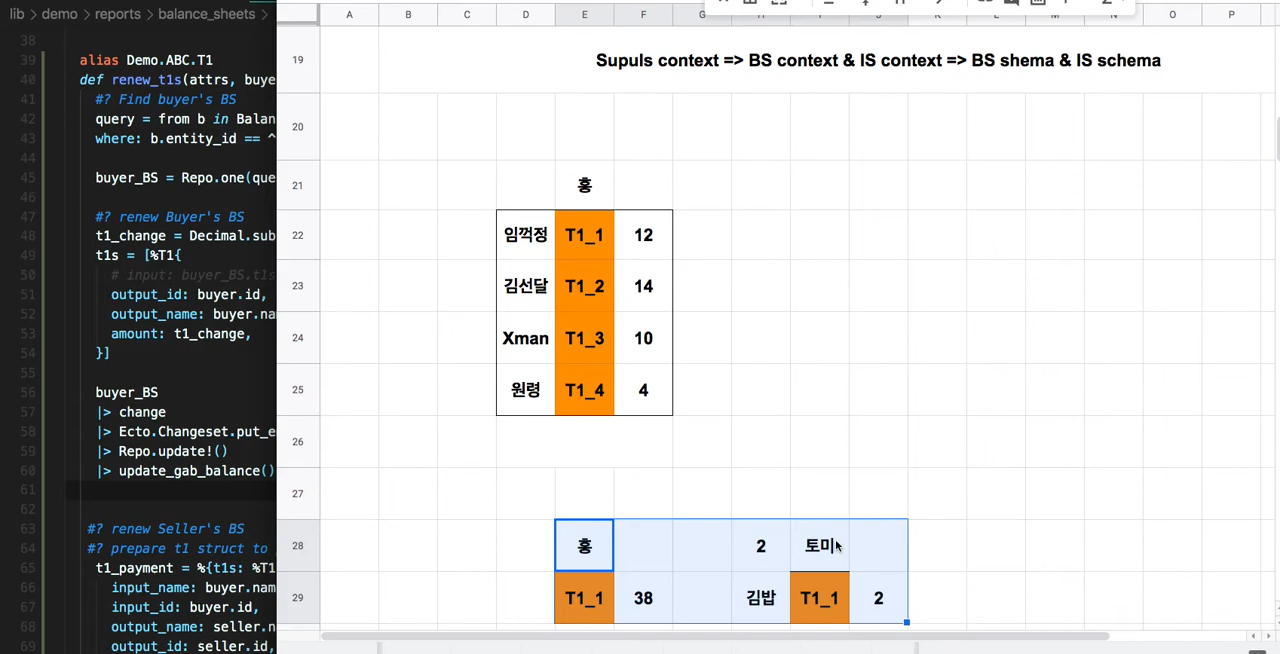 lib > demo > reports > balance_sheets >
38
39 alias Demo.ABC.T1
40 def renew_t1s(attrs, buye
41 #? Find buyer's BS
42 query = from b in Balan
43 where: b.entity_id == ^
44
45 buyer_BS = Repo.one(que
46
47 #? renew Buyer's BS
48 t1_change = Decimal.sub
49 t1s = [%T1{
50 # input: buyer_BS.t1s
51 output_id: buyer.id,
52 output_name: buyer.na
53 amount: t1_change,
54 }]
55
56 buyer_BS
57 |> change
58 |> Ecto.Changeset.put_e
59 |> Repo.update!()
60 |> update_gab_balance()
61
62
63 #? renew Seller's BS
64 #? prepare t1 struct to
65 t1_payment = %{t1s: %T1
66 input_name: buyer.nam
67 input_id: buyer.id,
68 output_name: seller.n
69 output_id: seller.id,
A B C D E F G H I J K L M N O P
19 Supuls context => BS context & IS context => BS shema & IS schema
20
21 홍
22 임꺽정 T1_1 12
23 김선달 T1_2 14
24 Xman T1_3 10
25 원령 T1_4 4
26
27
28 홍 2 토미
29 T1_1 38 김밥 T1_1 2